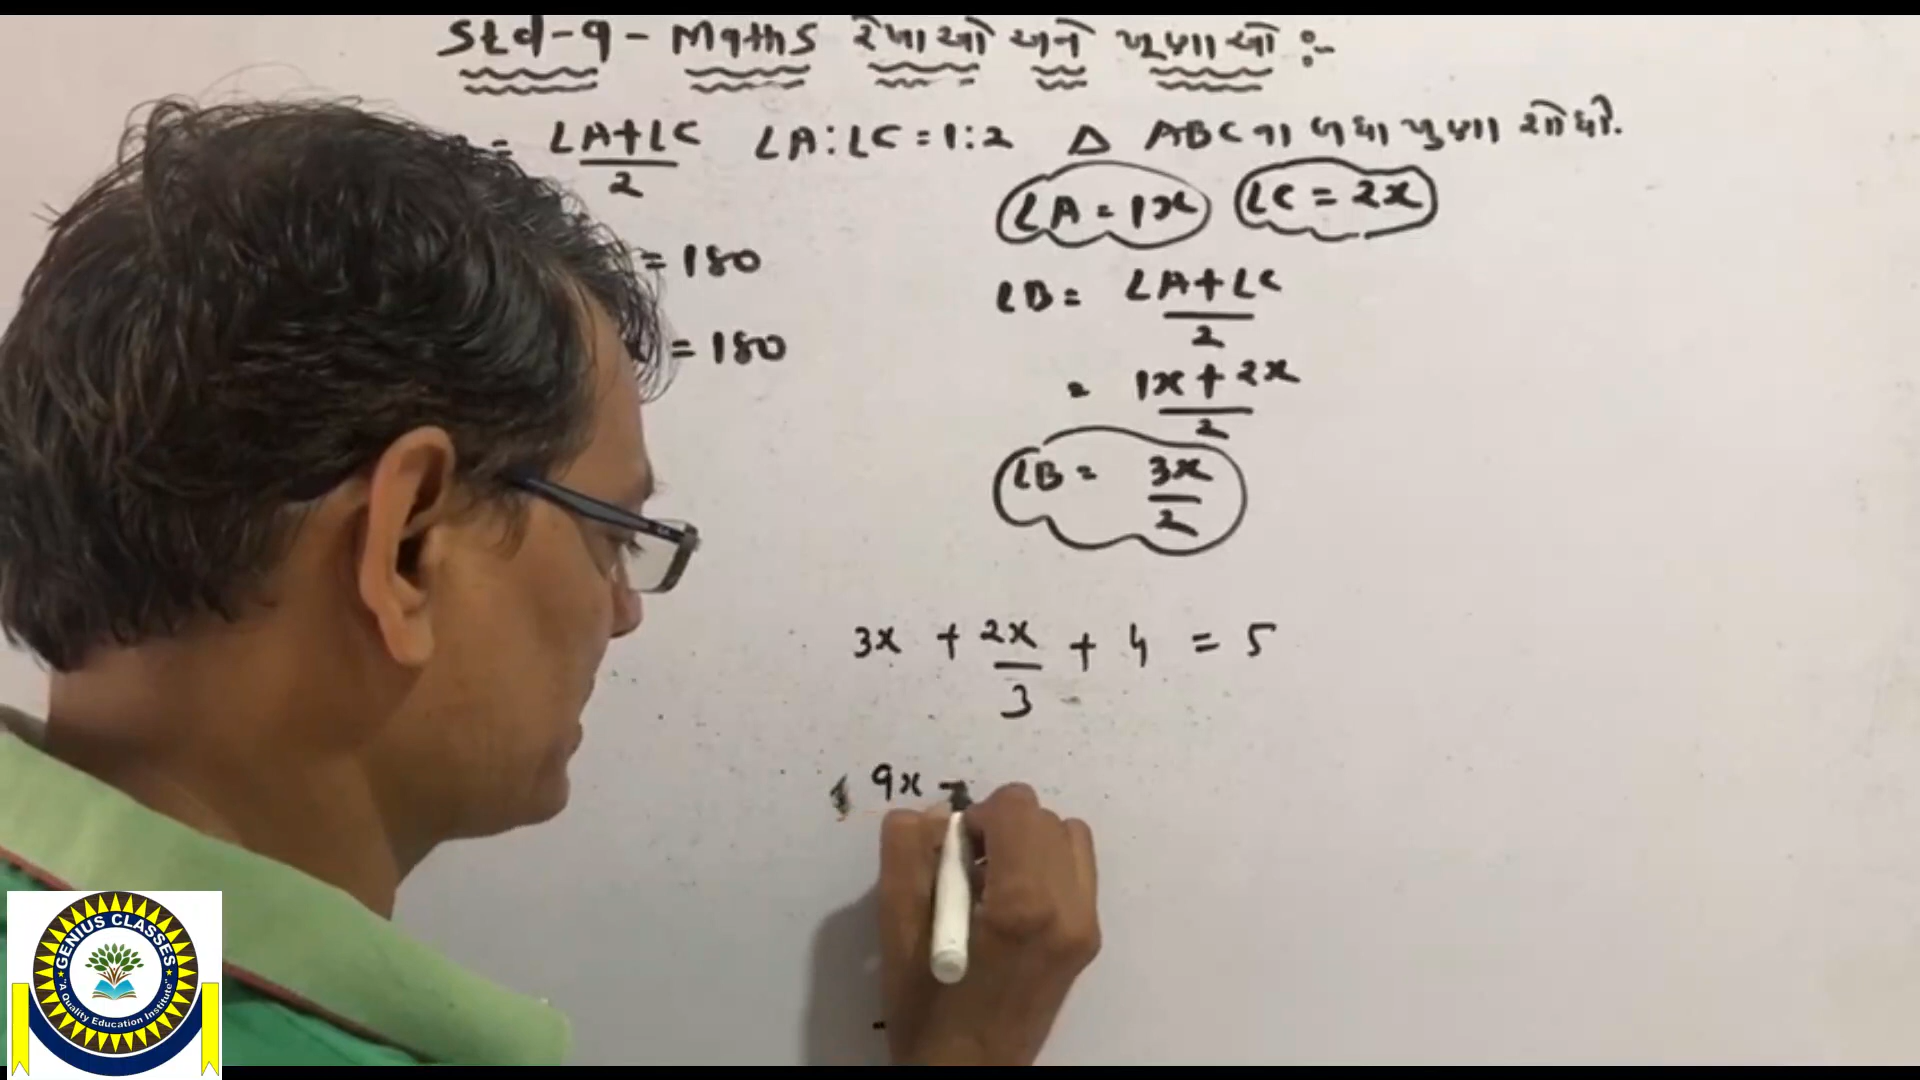 Std-9-Maths રેખાઓ અને ખૂણાઓ :-
= ∠A+∠C/2 ∠A:∠C=1:2 △ ABC ના બધા ખુણા શોધો.
∠A=1x ∠C=2x
=180
∠B= ∠A+∠C/2
=180
= 1x+2x/2
∠B= 3x/2
3x + 2x/3 + 4 = 5
9x
GENIUS CLASSES
"A Quality Education Institute"